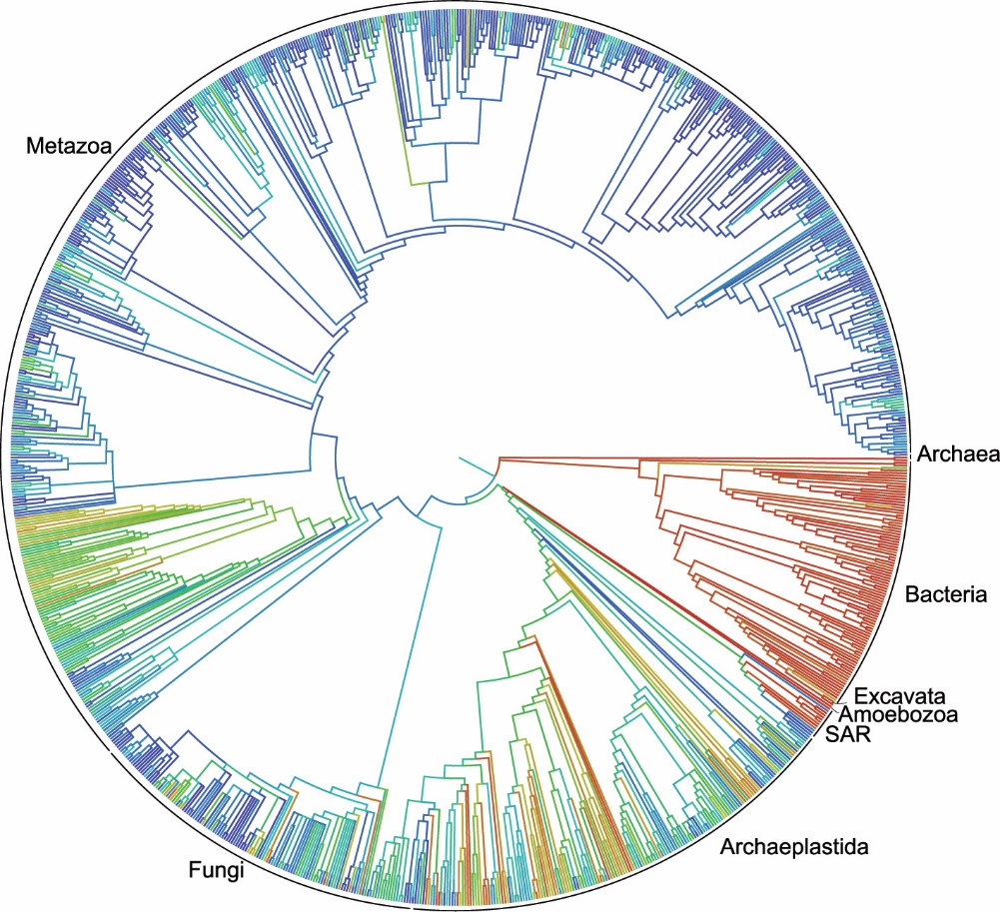 Metazoa
Archaea
Bacteria
Excavata
Amoebozoa
SAR
Archaeplastida
Fungi